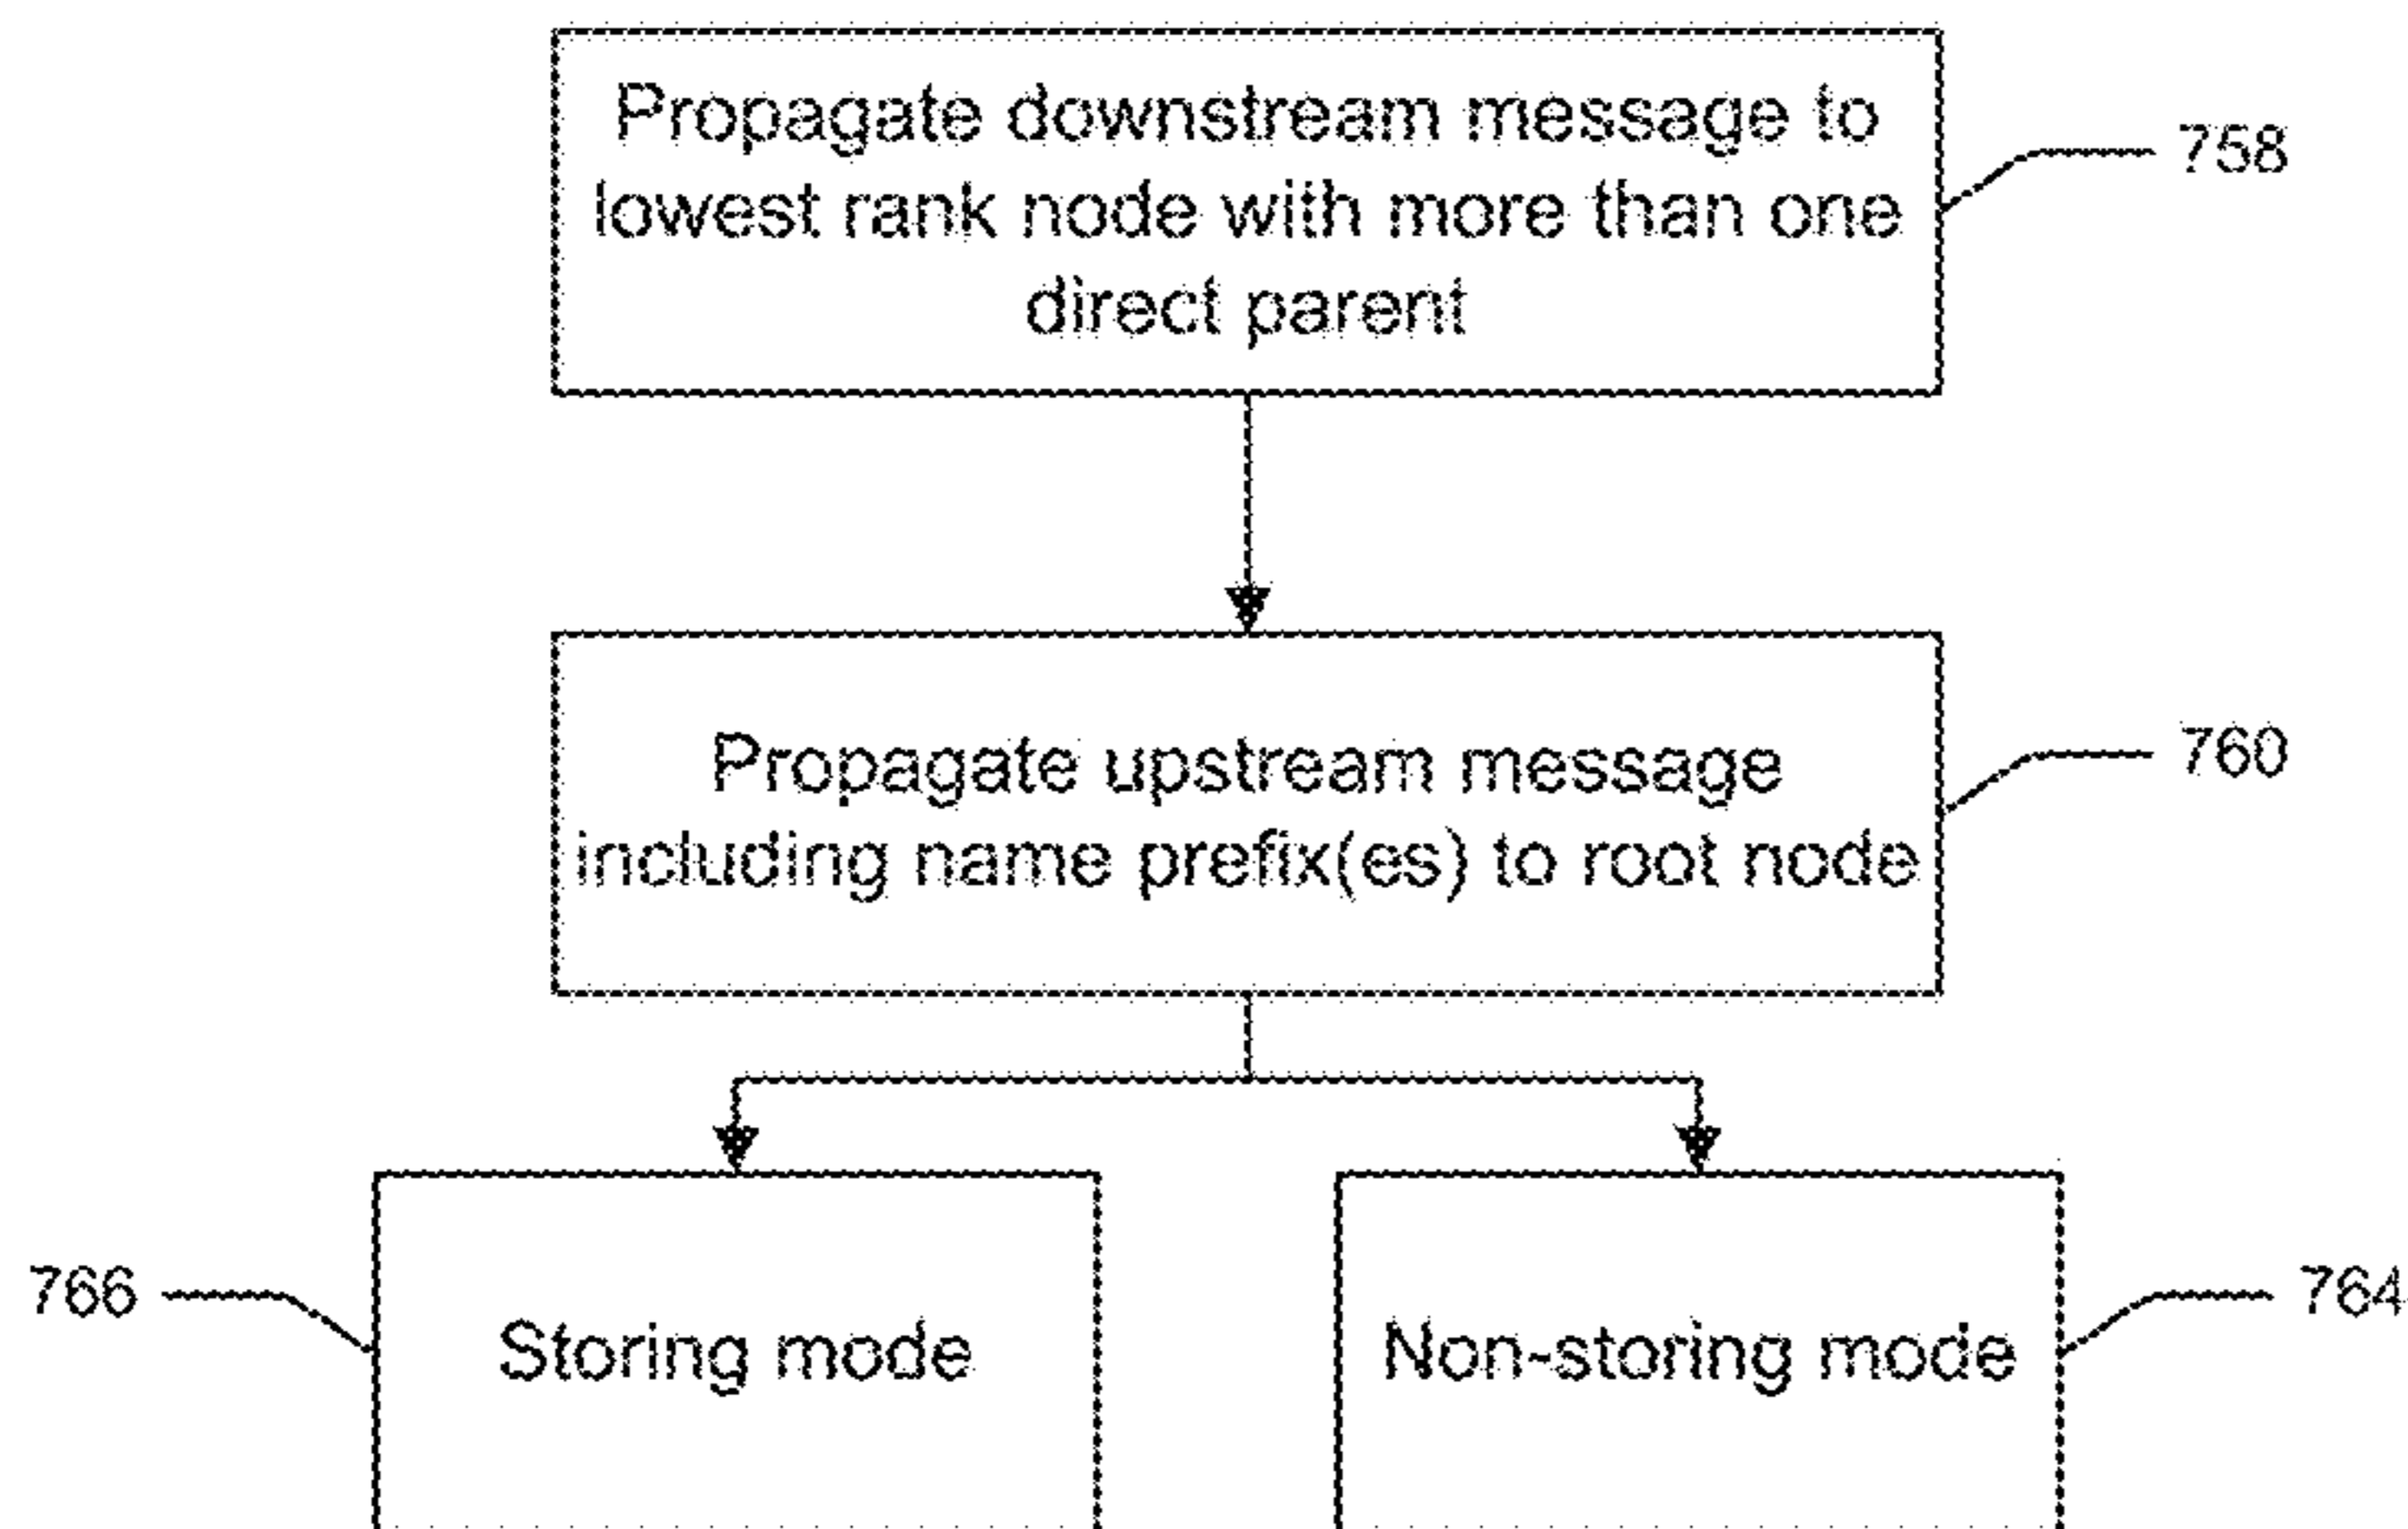 Propagate downstream message to
lowest rank node with more than one
direct parent
758
Propagate upstream message
including name prefix(es) to root node
760
766
Storing mode
Non-storing mode
764